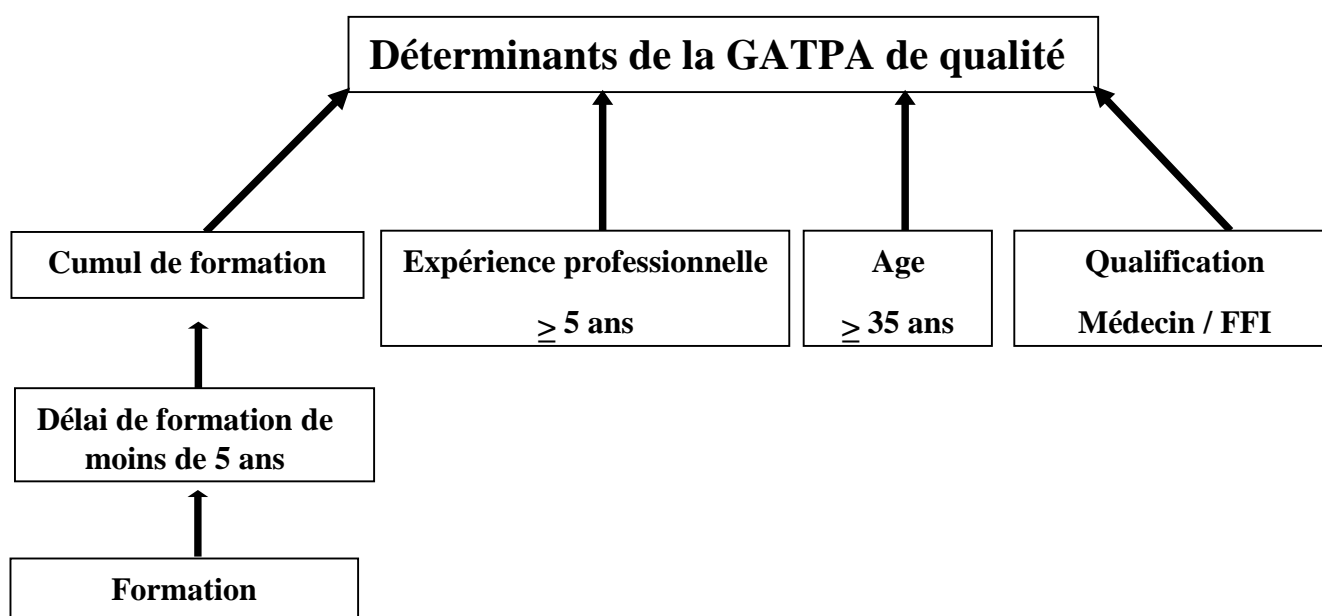 Déterminants de la GATPA de qualité
Cumul de formation
Expérience professionnelle
≥ 5 ans
Age
≥ 35 ans
Qualification
Médecin / FFI
Délai de formation de
moins de 5 ans
Formation